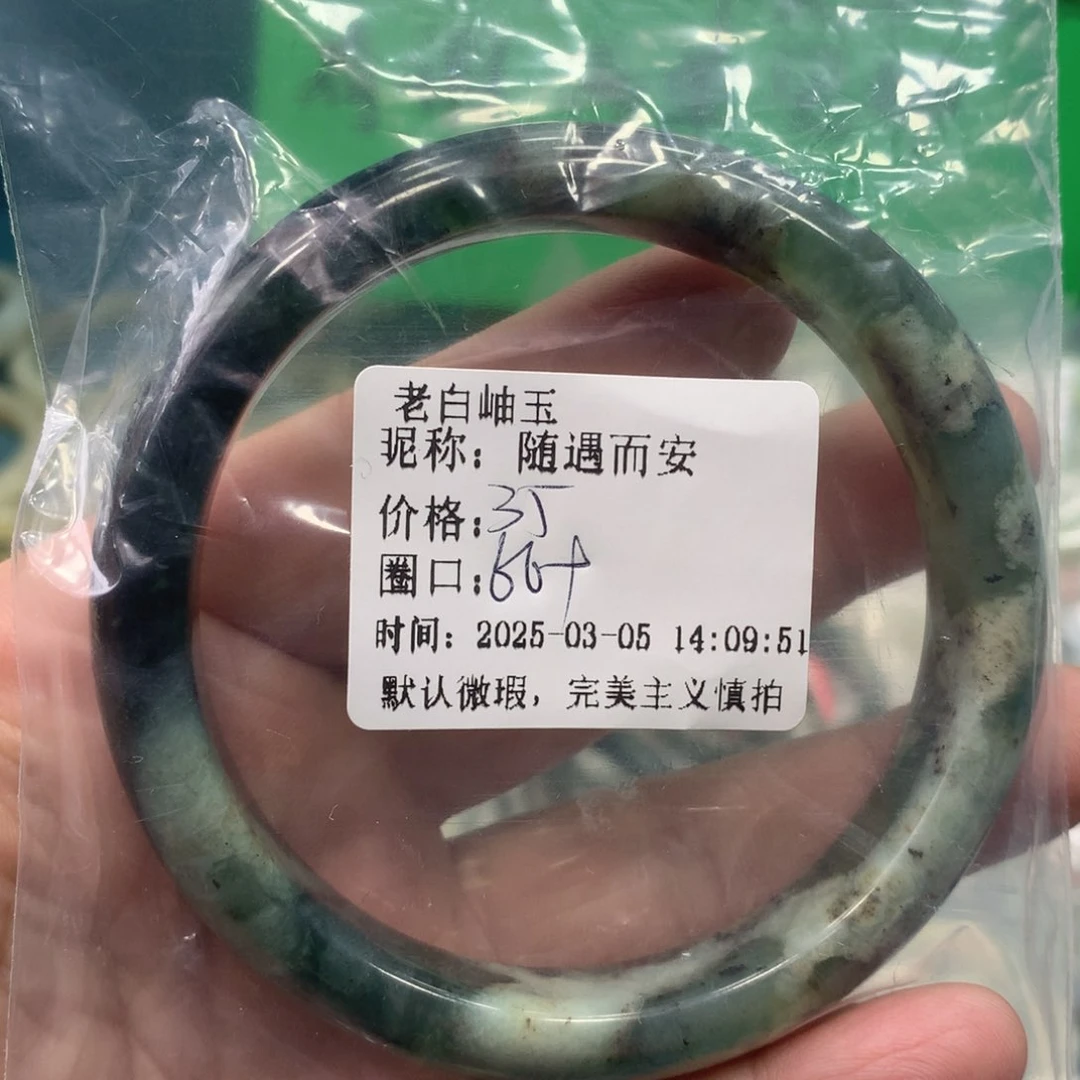 老白岫玉
昵称：随遇而安
价格：35
圈口：
时间：2025-03-05 14:09:51
默认微瑕，完美主义慎拍